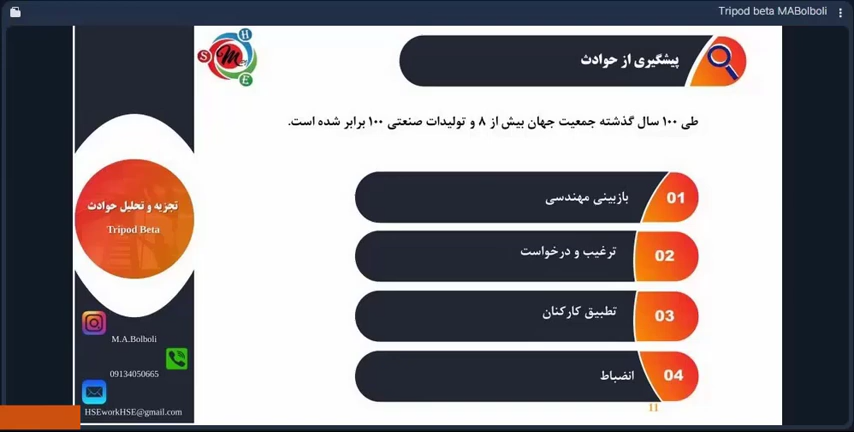 Tripod beta MABolboli
H
S
E
پیشگیری از حوادث
طی ۱۰۰ سال گذشته جمعیت جهان بیش از ۸ و تولیدات صنعتی ۱۰۰ برابر شده است.
01 بازبینی مهندسی
02 ترغیب و درخواست
03 تطبیق کارکنان
04 انضباط
تجزیه و تحلیل حوادث
Tripod Beta
M.A.Bolboli
09134050665
HSEworkHSE@gmail.com
11